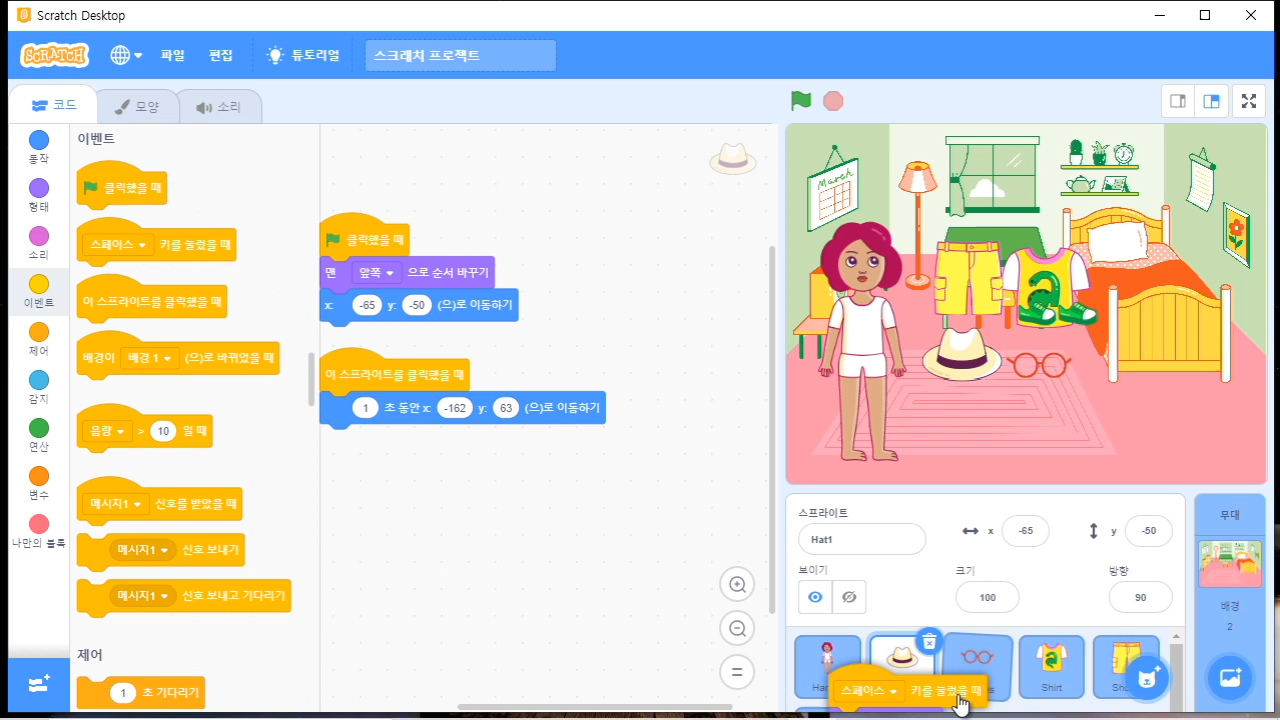 Scratch Desktop
SCRATCH
파일
편집
튜토리얼
스크래치 프로젝트
코드
모양
소리
동작
형태
소리
이벤트
제어
감지
연산
변수
나만의 블록
이벤트
클릭했을 때
스페이스 키를 눌렀을 때
이 스프라이트를 클릭했을 때
배경이 배경 1 (으)로 바뀌었을 때
음량 > 10 일 때
메시지1 신호를 받았을 때
메시지1 신호 보내기
메시지1 신호 보내고 기다리기
제어
1 초 기다리기
클릭했을 때
맨 앞쪽 으로 순서 바꾸기
x: -65 y: -50 (으)로 이동하기
이 스프라이트를 클릭했을 때
1 초 동안 x: -162 y: 63 (으)로 이동하기
March
a
스프라이트
Hat1
x -65
y -50
보이기
크기
100
방향
90
Shirt
스페이스 키를 눌렀을 때
무대
배경
2